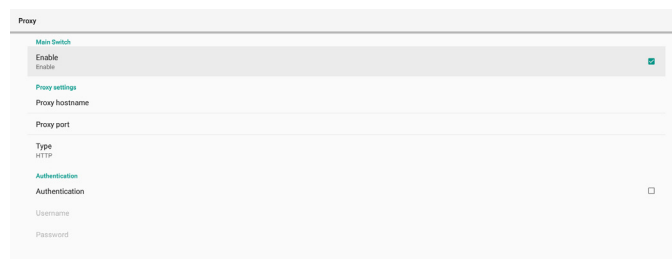 Proxy
Main Switch
Enable
Enable
Proxy settings
Proxy hostname
Proxy port
Type
HTTP
Authentication
Authentication
Username
Password